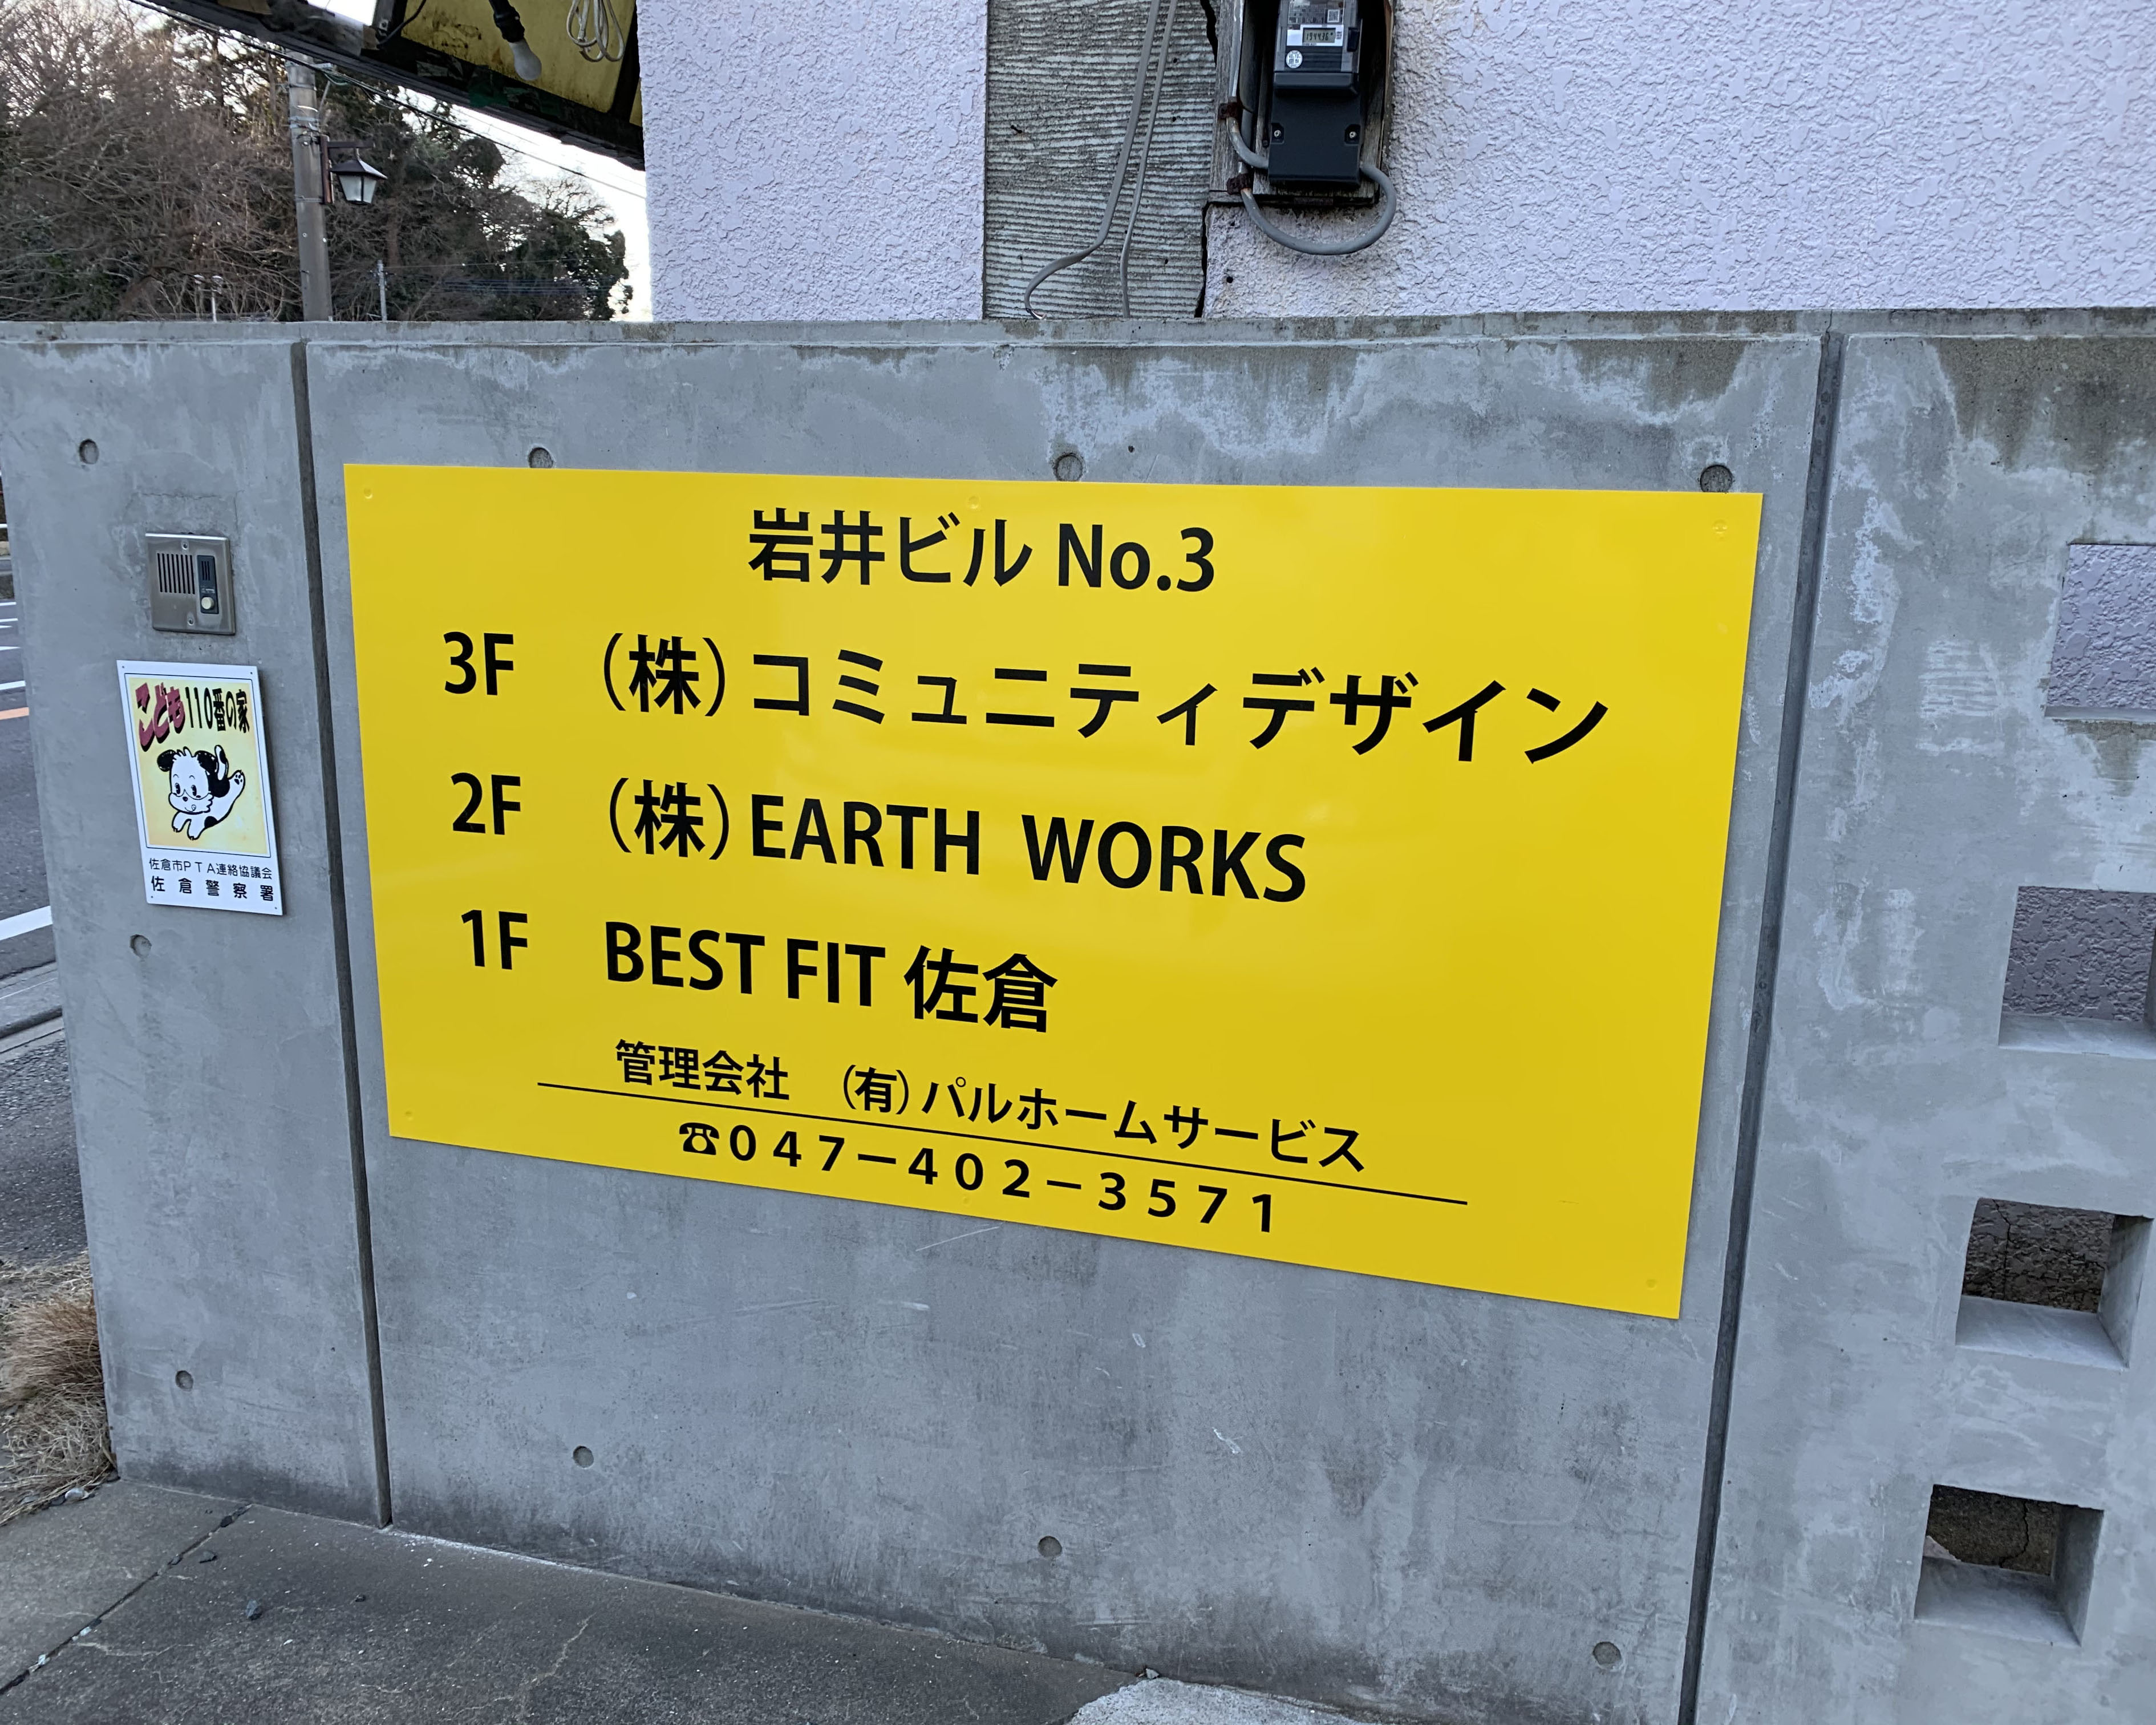 岩井ビル No.3
3F （株）コミュニティデザイン
2F （株）EARTH WORKS
1F BEST FIT 佐倉
管理会社 （有）パルホームサービス
☎047－402－3571
こども110番の家
佐倉市PTA連絡協議会
佐倉警察署